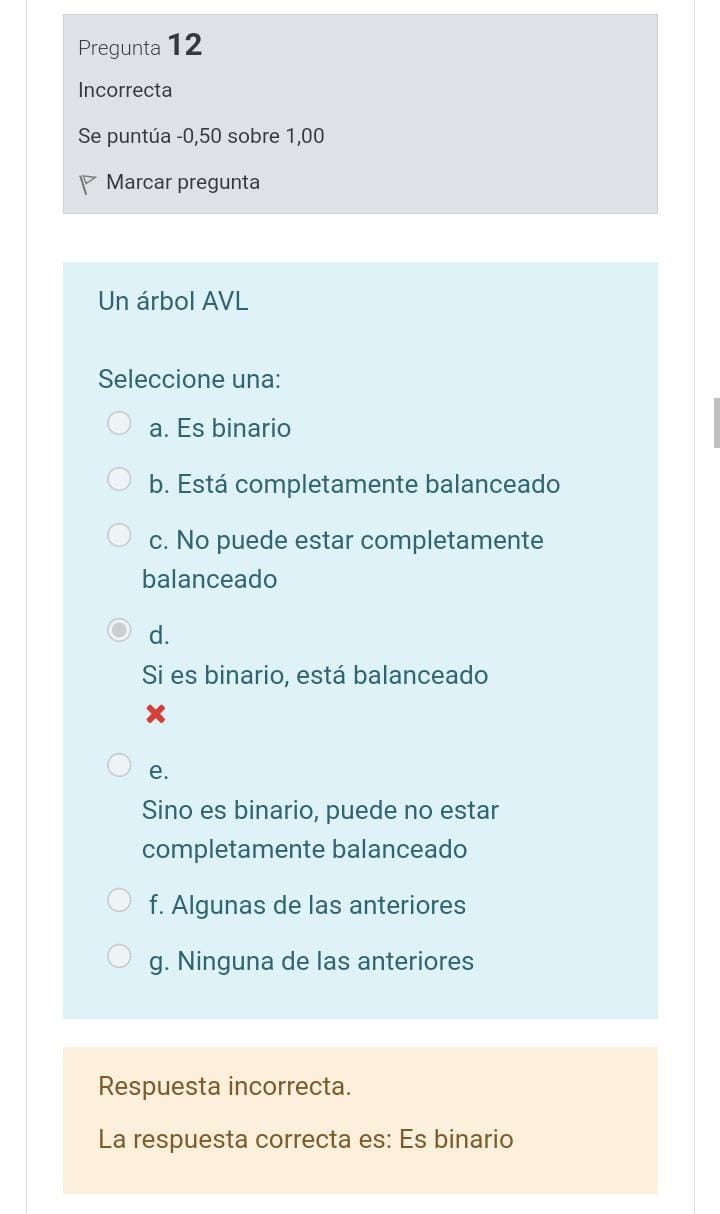 Pregunta 12
Incorrecta
Se puntúa -0,50 sobre 1,00
Marcar pregunta
Un árbol AVL
Seleccione una:
a. Es binario
b. Está completamente balanceado
c. No puede estar completamente
balanceado
d.
Si es binario, está balanceado
e.
Sino es binario, puede no estar
completamente balanceado
f. Algunas de las anteriores
g. Ninguna de las anteriores
Respuesta incorrecta.
La respuesta correcta es: Es binario